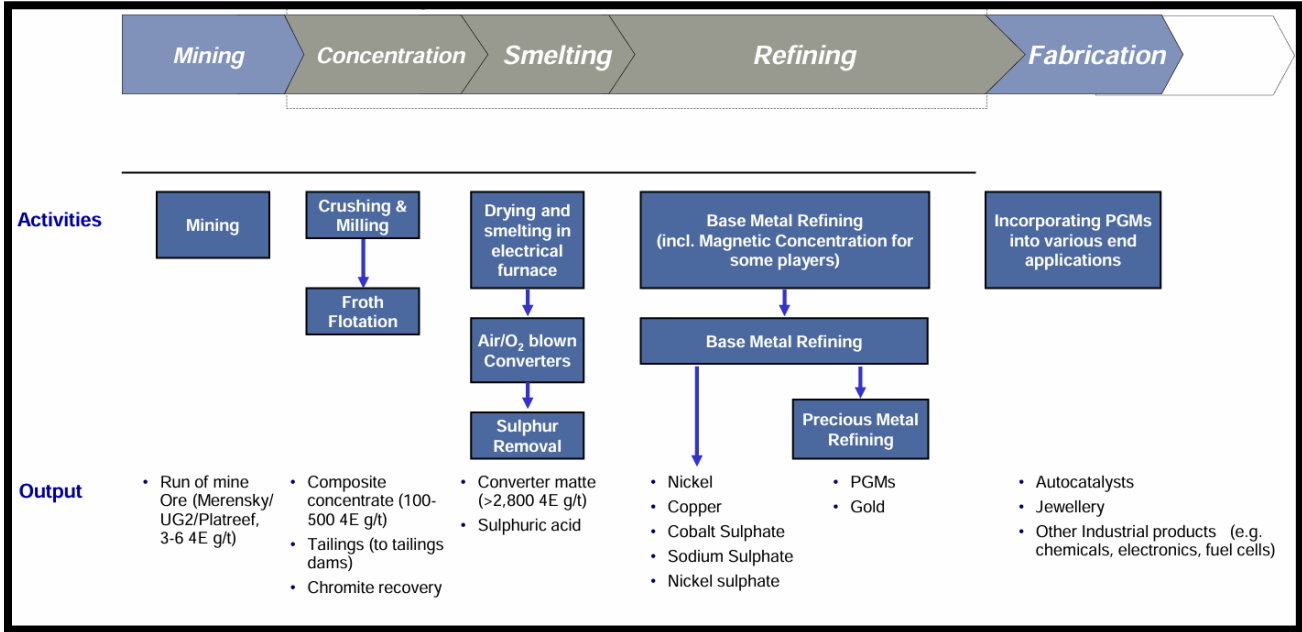 Mining
Concentration
Smelting
Refining
Fabrication
Activities
Mining
Crushing &
Milling
Froth
Flotation
Drying and
smelting in
electrical
furnace
Air/O₂ blown
Converters
Sulphur
Removal
Base Metal Refining
(incl. Magnetic Concentration for
some players)
Base Metal Refining
Precious Metal
Refining
Incorporating PGMs
into various end
applications
Output
• Run of mine
Ore (Merensky/
UG2/Platreef,
3-6 4E g/t)
• Composite
concentrate (100-
500 4E g/t)
• Tailings (to tailings
dams)
• Chromite recovery
• Converter matte
(>2,800 4E g/t)
• Sulphuric acid
• Nickel
• Copper
• Cobalt Sulphate
• Sodium Sulphate
• Nickel sulphate
• PGMs
• Gold
• Autocatalysts
• Jewellery
• Other Industrial products (e.g.
chemicals, electronics, fuel cells)